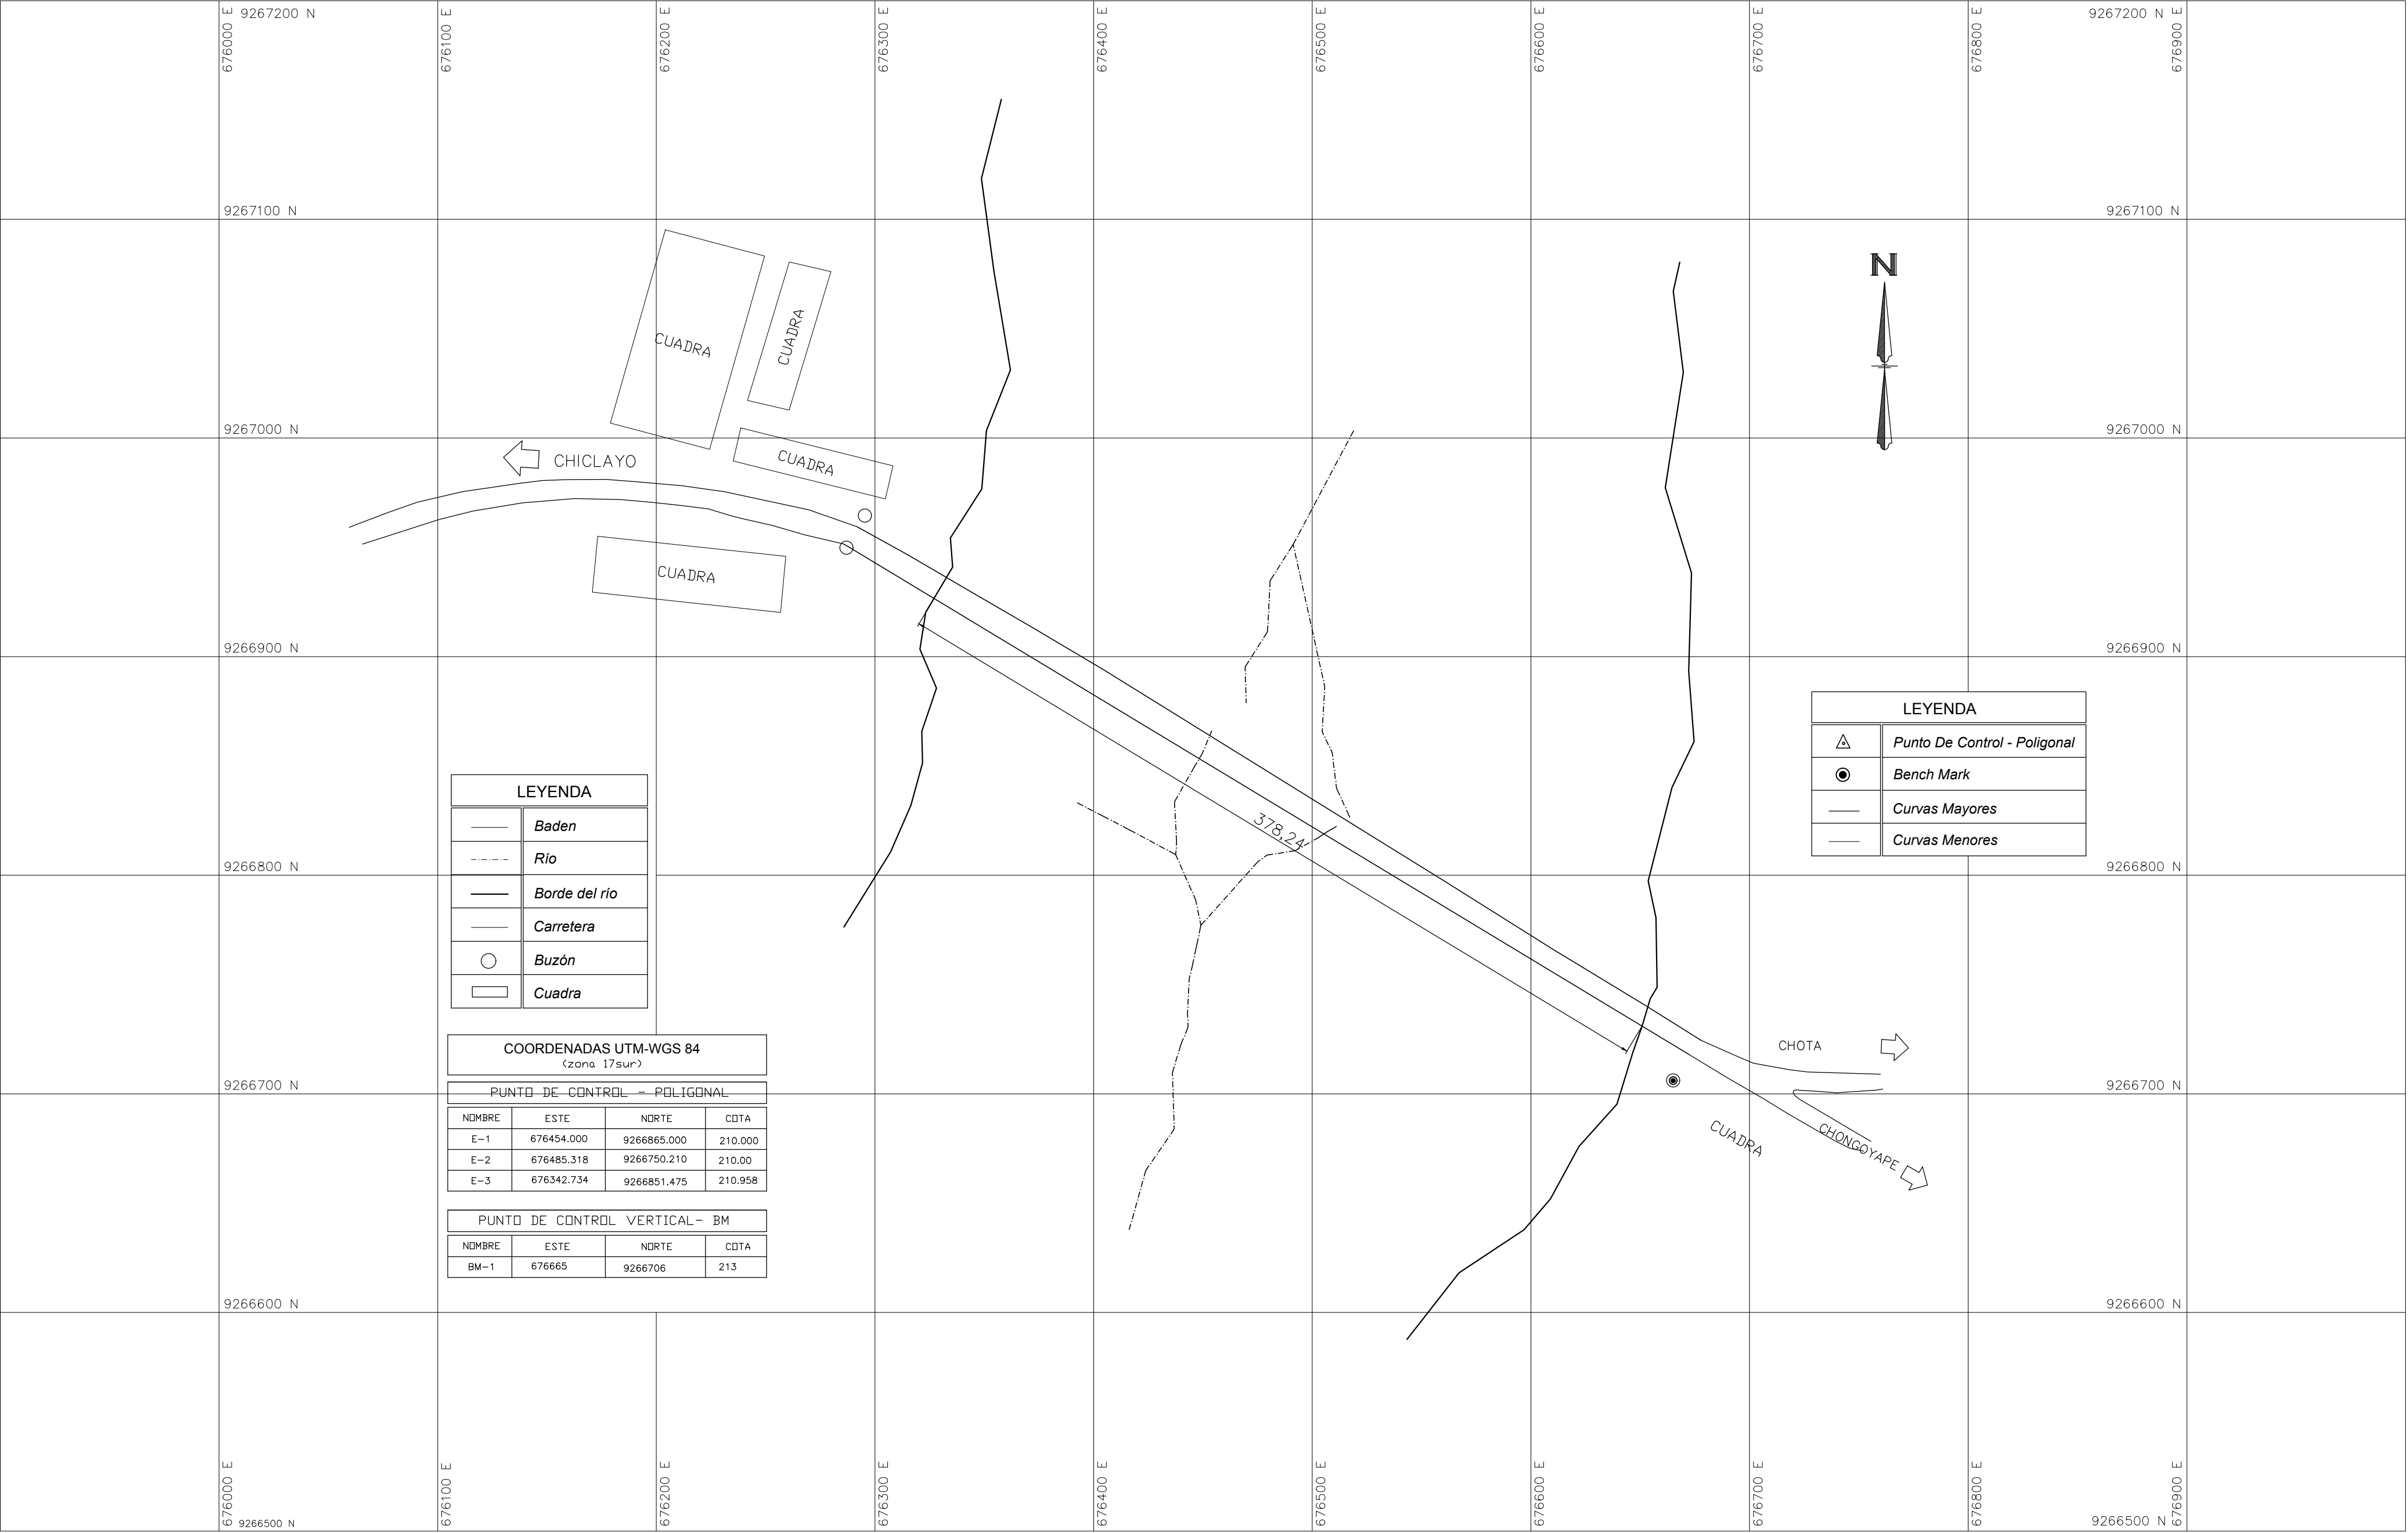 676000 E
9267200 N
676100 E
676200 E
676300 E
676400 E
676500 E
676600 E
676700 E
676800 E
9267200 N
676900 E
9267100 N
9267100 N
N
CUADRA
CUADRA
9267000 N
9267000 N
CHICLAYO
CUADRA
CUADRA
9266900 N
9266900 N
LEYENDA
Punto De Control - Poligonal
Bench Mark
Curvas Mayores
Curvas Menores
378,24
LEYENDA
Baden
Río
Borde del río
Carretera
Buzón
Cuadra
9266800 N
9266800 N
COORDENADAS UTM-WGS 84
(zona 17sur)
PUNTO DE CONTROL - POLIGONAL
NOMBRE ESTE NORTE COTA
E-1 676454.000 9266865.000 210.000
E-2 676485.318 9266750.210 210.00
E-3 676342.734 9266851.475 210.958
PUNTO DE CONTROL VERTICAL- BM
NOMBRE ESTE NORTE COTA
BM-1 676665 9266706 213
CHOTA
9266700 N
9266700 N
CUADRA
CHONGOYAPE
9266600 N
9266600 N
676000 E
9266500 N
676100 E
676200 E
676300 E
676400 E
676500 E
676600 E
676700 E
676800 E
9266500 N
676900 E